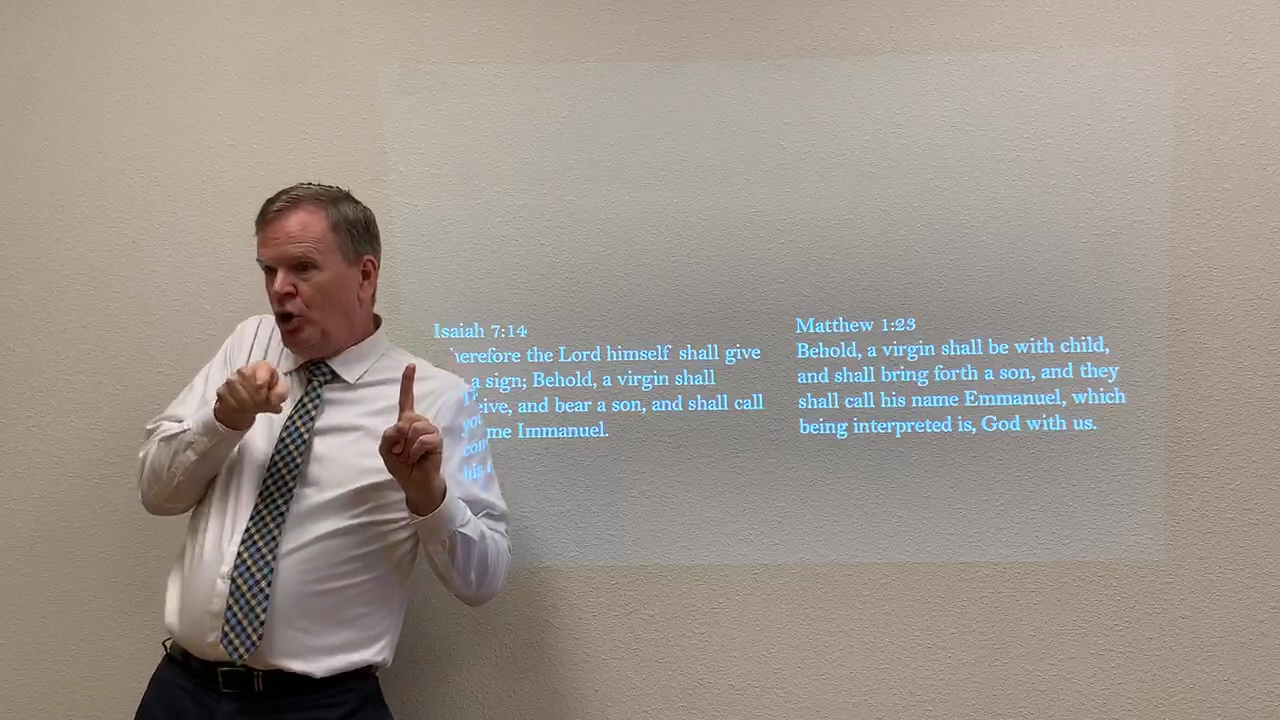 Isaiah 7:14
herefore the Lord himself shall give
a sign; Behold, a virgin shall
eive, and bear a son, and shall call
me Immanuel.
Matthew 1:23
Behold, a virgin shall be with child,
and shall bring forth a son, and they
shall call his name Emmanuel, which
being interpreted is, God with us.